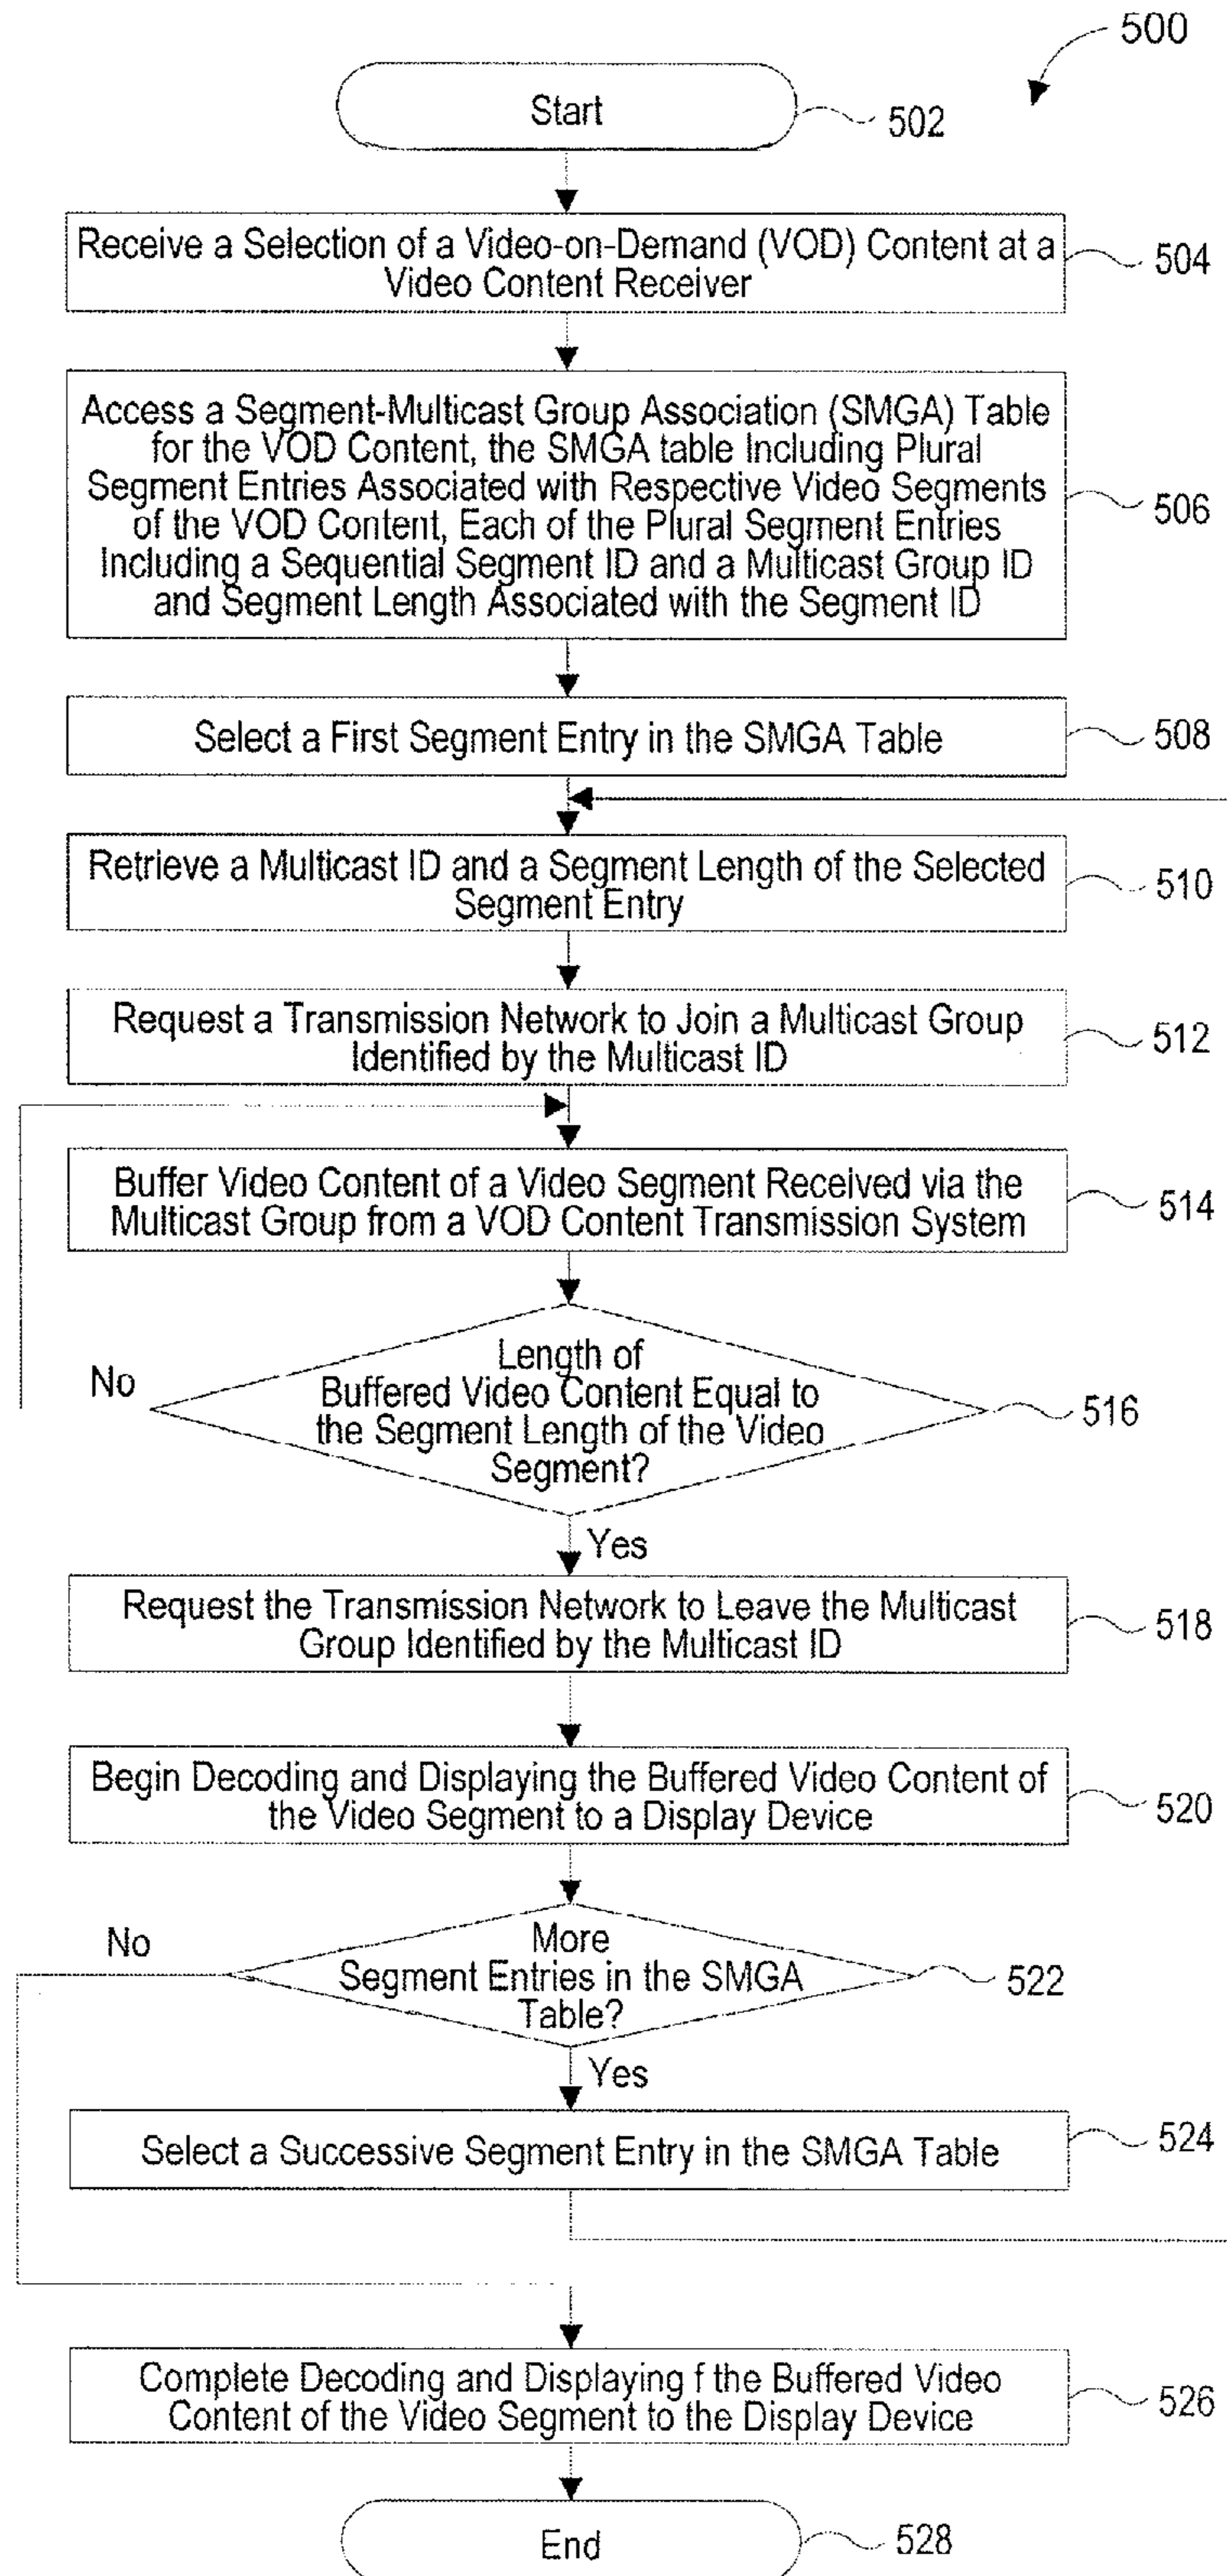 500
Start
502
Receive a Selection of a Video-on-Demand (VOD) Content at a
Video Content Receiver
504
Access a Segment-Multicast Group Association (SMGA) Table
for the VOD Content, the SMGA table Including Plural
Segment Entries Associated with Respective Video Segments
of the VOD Content, Each of the Plural Segment Entries
Including a Sequential Segment ID and a Multicast Group ID
and Segment Length Associated with the Segment ID
506
Select a First Segment Entry in the SMGA Table
508
Retrieve a Multicast ID and a Segment Length of the Selected
Segment Entry
510
Request a Transmission Network to Join a Multicast Group
Identified by the Multicast ID
512
Buffer Video Content of a Video Segment Received via the
Multicast Group from a VOD Content Transmission System
514
No
Length of
Buffered Video Content Equal to
the Segment Length of the Video
Segment?
516
Yes
Request the Transmission Network to Leave the Multicast
Group Identified by the Multicast ID
518
Begin Decoding and Displaying the Buffered Video Content of
the Video Segment to a Display Device
520
No
More
Segment Entries in the SMGA
Table?
522
Yes
Select a Successive Segment Entry in the SMGA Table
524
Complete Decoding and Displaying f the Buffered Video
Content of the Video Segment to the Display Device
526
End
528